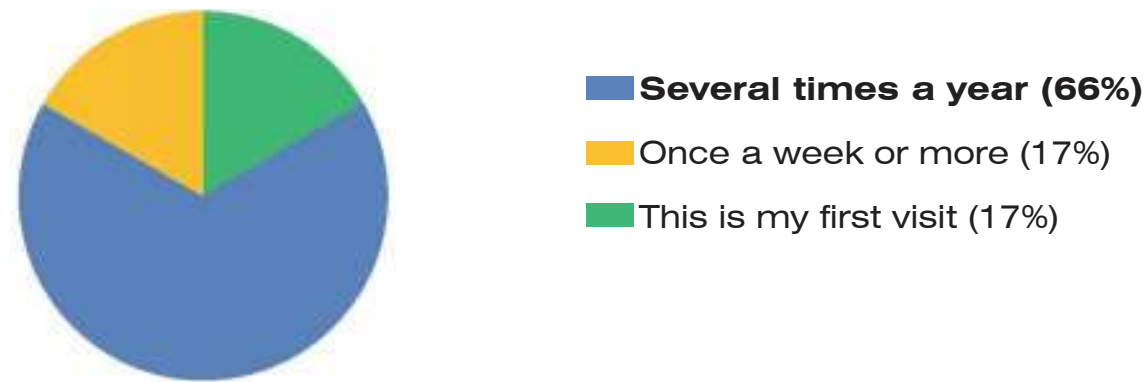 Several times a year (66%)
Once a week or more (17%)
This is my first visit (17%)